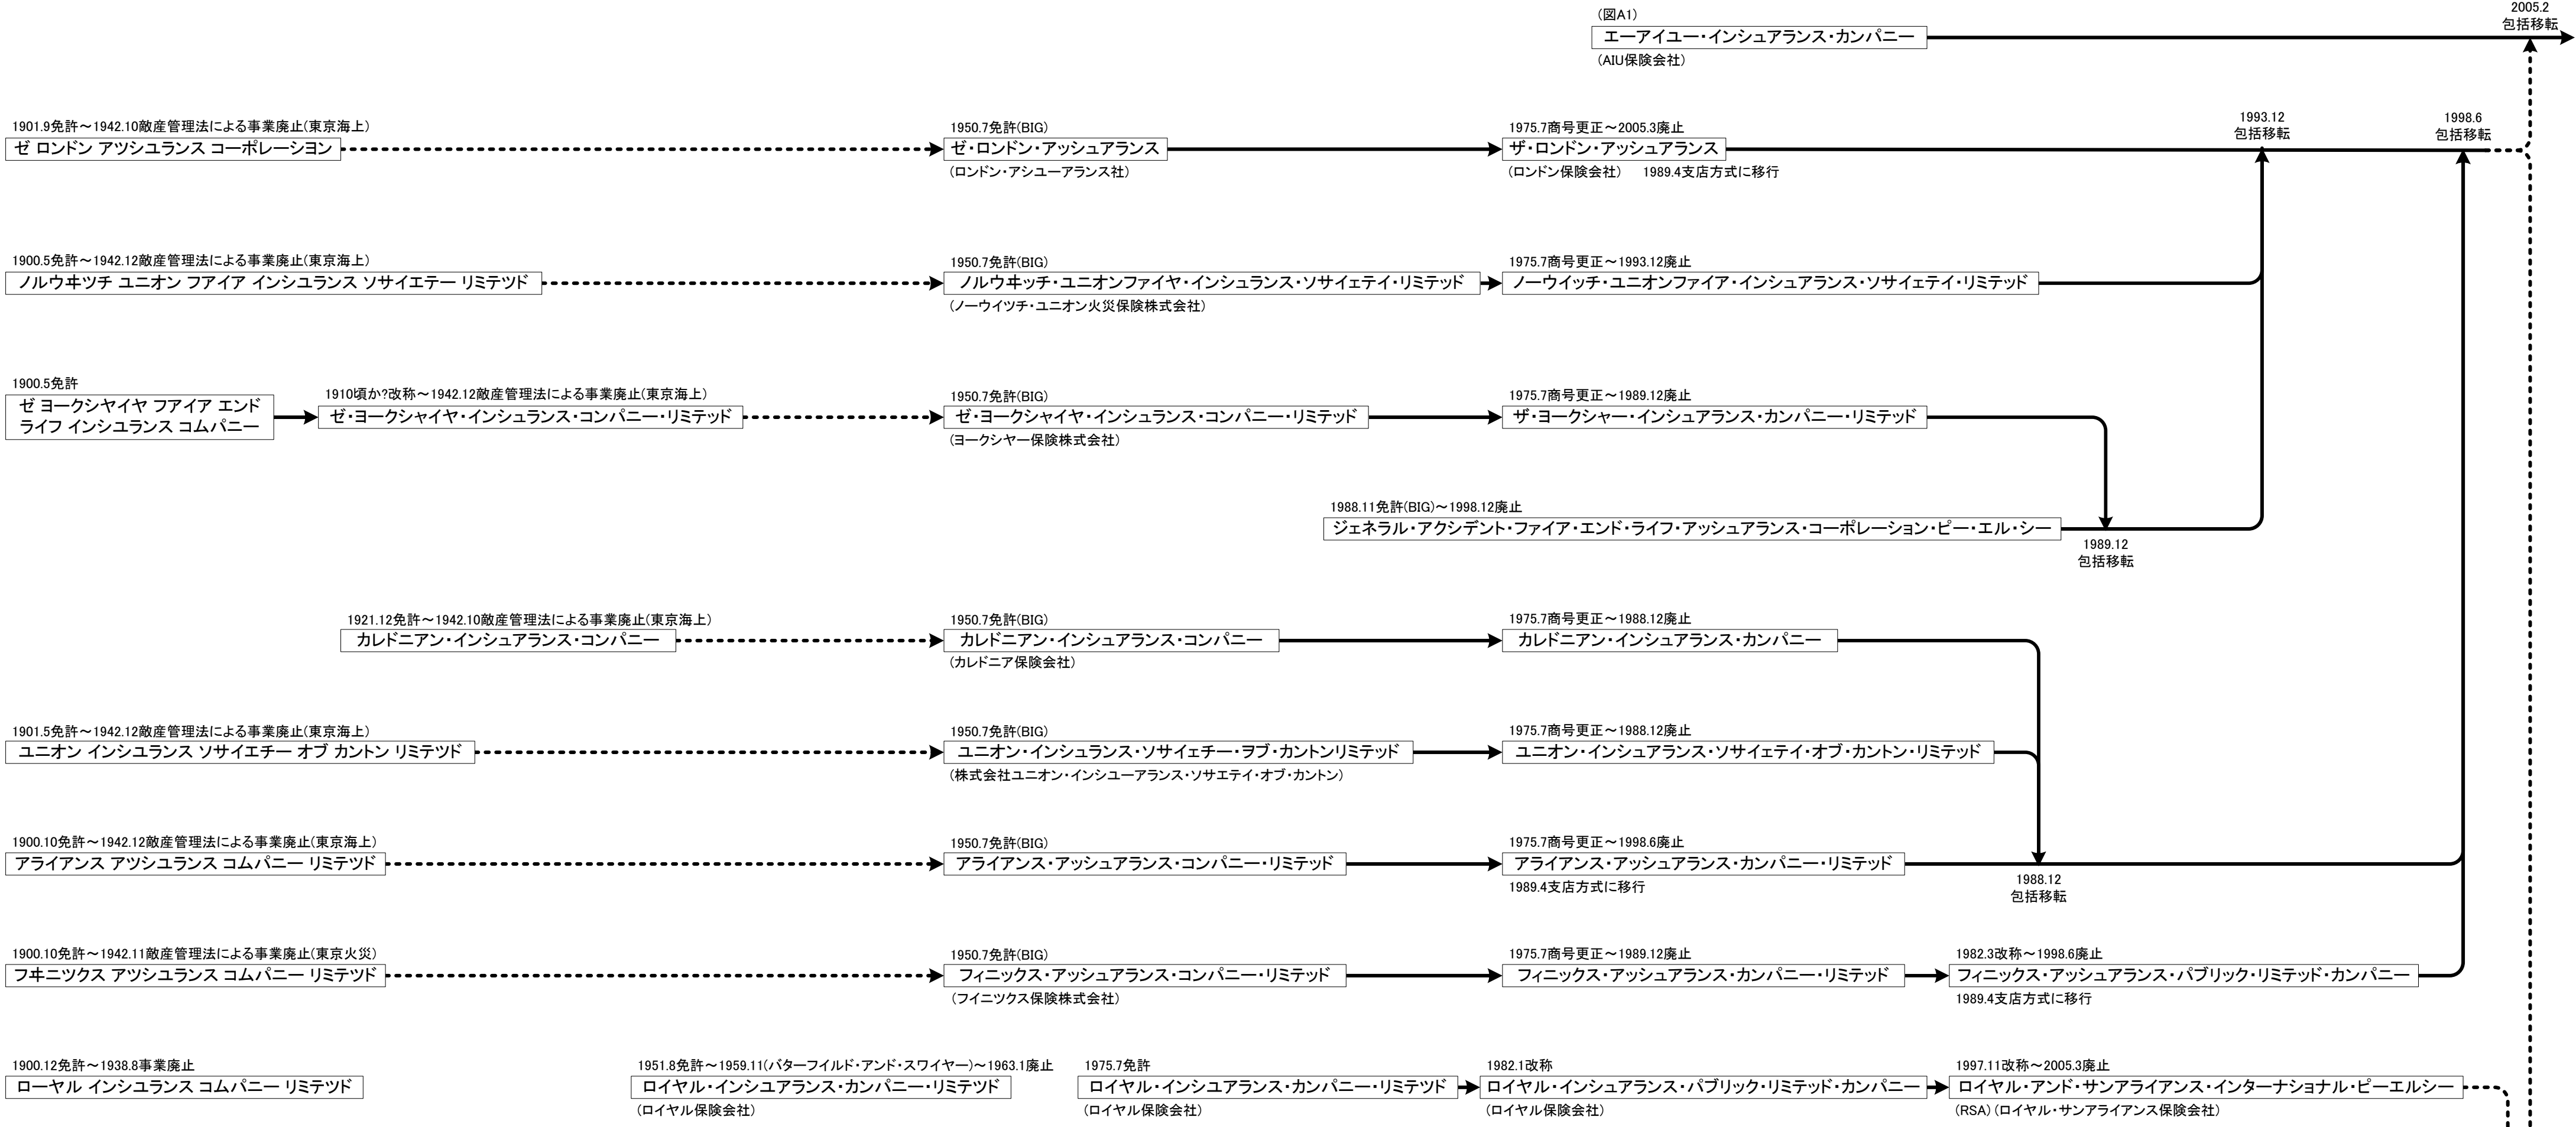 (図A1)
エーアイユー・インシュアランス・カンパニー
(AIU保険会社)
2005.2
包括移転
1901.9免許～1942.10敵産管理法による事業廃止(東京海上)
ゼ ロンドン アツシユランス コーポレーシヨン
1950.7免許(BIG)
ゼ・ロンドン・アッシュアランス
(ロンドン・アシユーアランス社)
1975.7商号更正～2005.3廃止
ザ・ロンドン・アッシュアランス
(ロンドン保険会社) 1989.4支店方式に移行
1993.12
包括移転
1998.6
包括移転
1900.5免許～1942.12敵産管理法による事業廃止(東京海上)
ノルウヰツチ ユニオン フアイア インシユランス ソサイエテー リミテツド
1950.7免許(BIG)
ノルウヰッチ・ユニオンファイヤ・インシュランス・ソサイェテイ・リミテッド
(ノーウイツチ・ユニオン火災保険株式会社)
1975.7商号更正～1993.12廃止
ノーウイッチ・ユニオンファイア・インシュアランス・ソサイェテイ・リミテッド
1900.5免許
ゼ ヨークシヤイヤ フアイア エンド
ライフ インシユランス コムパニー
1910頃か?改称～1942.12敵産管理法による事業廃止(東京海上)
ゼ・ヨークシャイヤ・インシュランス・コンパニー・リミテッド
1950.7免許(BIG)
ゼ・ヨークシャイヤ・インシュランス・コンパニー・リミテッド
(ヨークシヤー保険株式会社)
1975.7商号更正～1989.12廃止
ザ・ヨークシャー・インシュアランス・カンパニー・リミテッド
1988.11免許(BIG)～1998.12廃止
ジェネラル・アクシデント・ファイア・エンド・ライフ・アッシュアランス・コーポレーション・ピー・エル・シー
1989.12
包括移転
1921.12免許～1942.10敵産管理法による事業廃止(東京海上)
カレドニアン・インシュアランス・コンパニー
1950.7免許(BIG)
カレドニアン・インシュアランス・コンパニー
(カレドニア保険会社)
1975.7商号更正～1988.12廃止
カレドニアン・インシュアランス・カンパニー
1901.5免許～1942.12敵産管理法による事業廃止(東京海上)
ユニオン インシユランス ソサイエチー オブ カントン リミテツド
1950.7免許(BIG)
ユニオン・インシュランス・ソサイェチー・ヲブ・カントンリミテッド
(株式会社ユニオン・インシユーアランス・ソサエテイ・オブ・カントン)
1975.7商号更正～1988.12廃止
ユニオン・インシュアランス・ソサイェテイ・オブ・カントン・リミテッド
1900.10免許～1942.12敵産管理法による事業廃止(東京海上)
アライアンス アツシユランス コムパニー リミテツド
1950.7免許(BIG)
アライアンス・アッシュアランス・コンパニー・リミテッド
1975.7商号更正～1998.6廃止
アライアンス・アッシュアランス・カンパニー・リミテッド
1989.4支店方式に移行
1988.12
包括移転
1900.10免許～1942.11敵産管理法による事業廃止(東京火災)
フヰニツクス アツシユランス コムパニー リミテツド
1950.7免許(BIG)
フィニックス・アッシュアランス・コンパニー・リミテッド
(フイニツクス保険株式会社)
1975.7商号更正～1989.12廃止
フィニックス・アッシュアランス・カンパニー・リミテッド
1982.3改称～1998.6廃止
フィニックス・アッシュアランス・パブリック・リミテッド・カンパニー
1989.4支店方式に移行
1900.12免許～1938.8事業廃止
ローヤル インシユランス コムパニー リミテツド
1951.8免許～1959.11(バターフイルド・アンド・スワイヤー)～1963.1廃止
ロイヤル・インシユアランス・カンパニー・リミテツド
(ロイヤル保険会社)
1975.7免許
ロイヤル・インシユアランス・カンパニー・リミテツド
(ロイヤル保険会社)
1982.1改称
ロイヤル・インシュアランス・パブリック・リミテッド・カンパニー
(ロイヤル保険会社)
1997.11改称～2005.3廃止
ロイヤル・アンド・サンアライアンス・インターナショナル・ピーエルシー
(RSA)(ロイヤル・サンアライアンス保険会社)